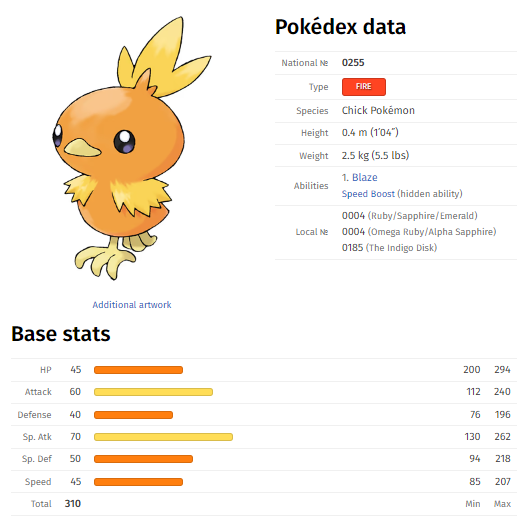 Pokédex data
National № 0255
Type FIRE
Species Chick Pokémon
Height 0.4 m (1′04″)
Weight 2.5 kg (5.5 lbs)
Abilities 1. Blaze
Speed Boost (hidden ability)
Local № 0004 (Ruby/Sapphire/Emerald)
0004 (Omega Ruby/Alpha Sapphire)
0185 (The Indigo Disk)
Additional artwork
Base stats
HP 45 200 294
Attack 60 112 240
Defense 40 76 196
Sp. Atk 70 130 262
Sp. Def 50 94 218
Speed 45 85 207
Total 310 Min Max